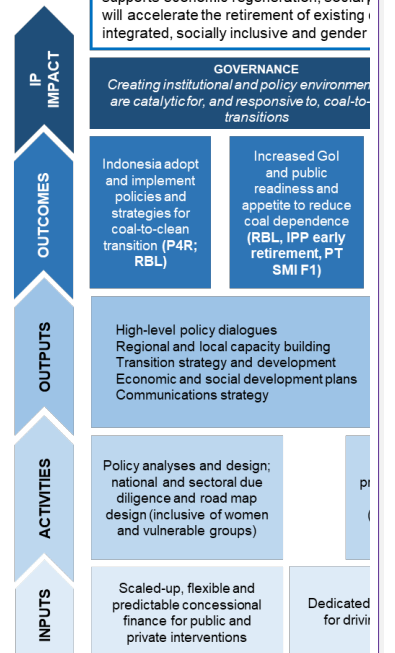 will accelerate the retirement of existing
integrated, socially inclusive and gender
IP
IMPACT
GOVERNANCE
Creating institutional and policy environmen
are catalytic for, and responsive to, coal-to-
transitions
OUTCOMES
Indonesia adopt
and implement
policies and
strategies for
coal-to-clean
transition (P4R;
RBL)
Increased GoI
and public
readiness and
appetite to reduce
coal dependence
(RBL, IPP early
retirement, PT
SMI F1)
OUTPUTS
High-level policy dialogues
Regional and local capacity building
Transition strategy and development
Economic and social development plans
Communications strategy
ACTIVITIES
Policy analyses and design;
national and sectoral due
diligence and road map
design (inclusive of women
and vulnerable groups)
pr
(
INPUTS
Scaled-up, flexible and
predictable concessional
finance for public and
private interventions
Dedicated
for drivi